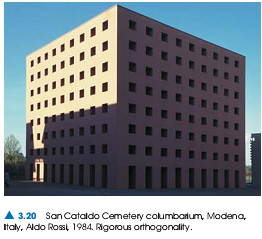 ▲ 3.20 San Cataldo Cemetery columbarium, Modena,
Italy, Aldo Rossi, 1984. Rigorous orthogonality.